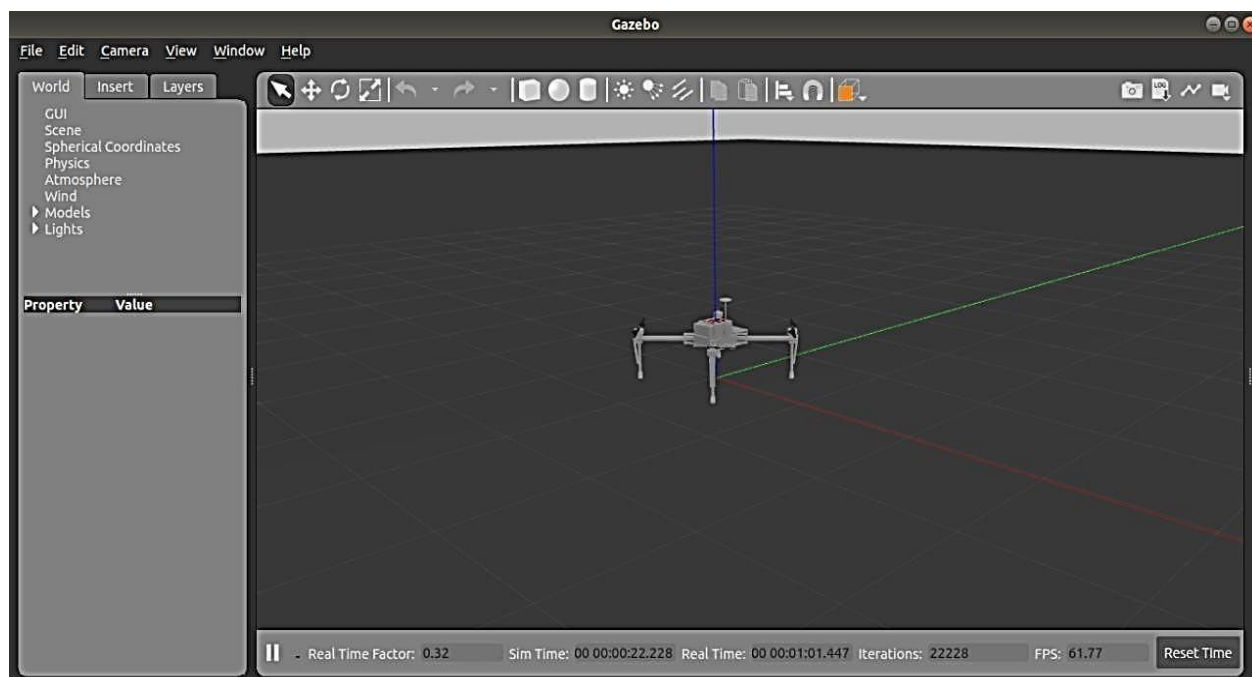 Gazebo
File Edit Camera View Window Help
World Insert Layers
GUI
Scene
Spherical Coordinates
Physics
Atmosphere
Wind
Models
Lights
Property Value
LOG
Real Time Factor: 0.32 Sim Time: 00 00:00:22.228 Real Time: 00 00:01:01.447 Iterations: 22228 FPS: 61.77 Reset Time